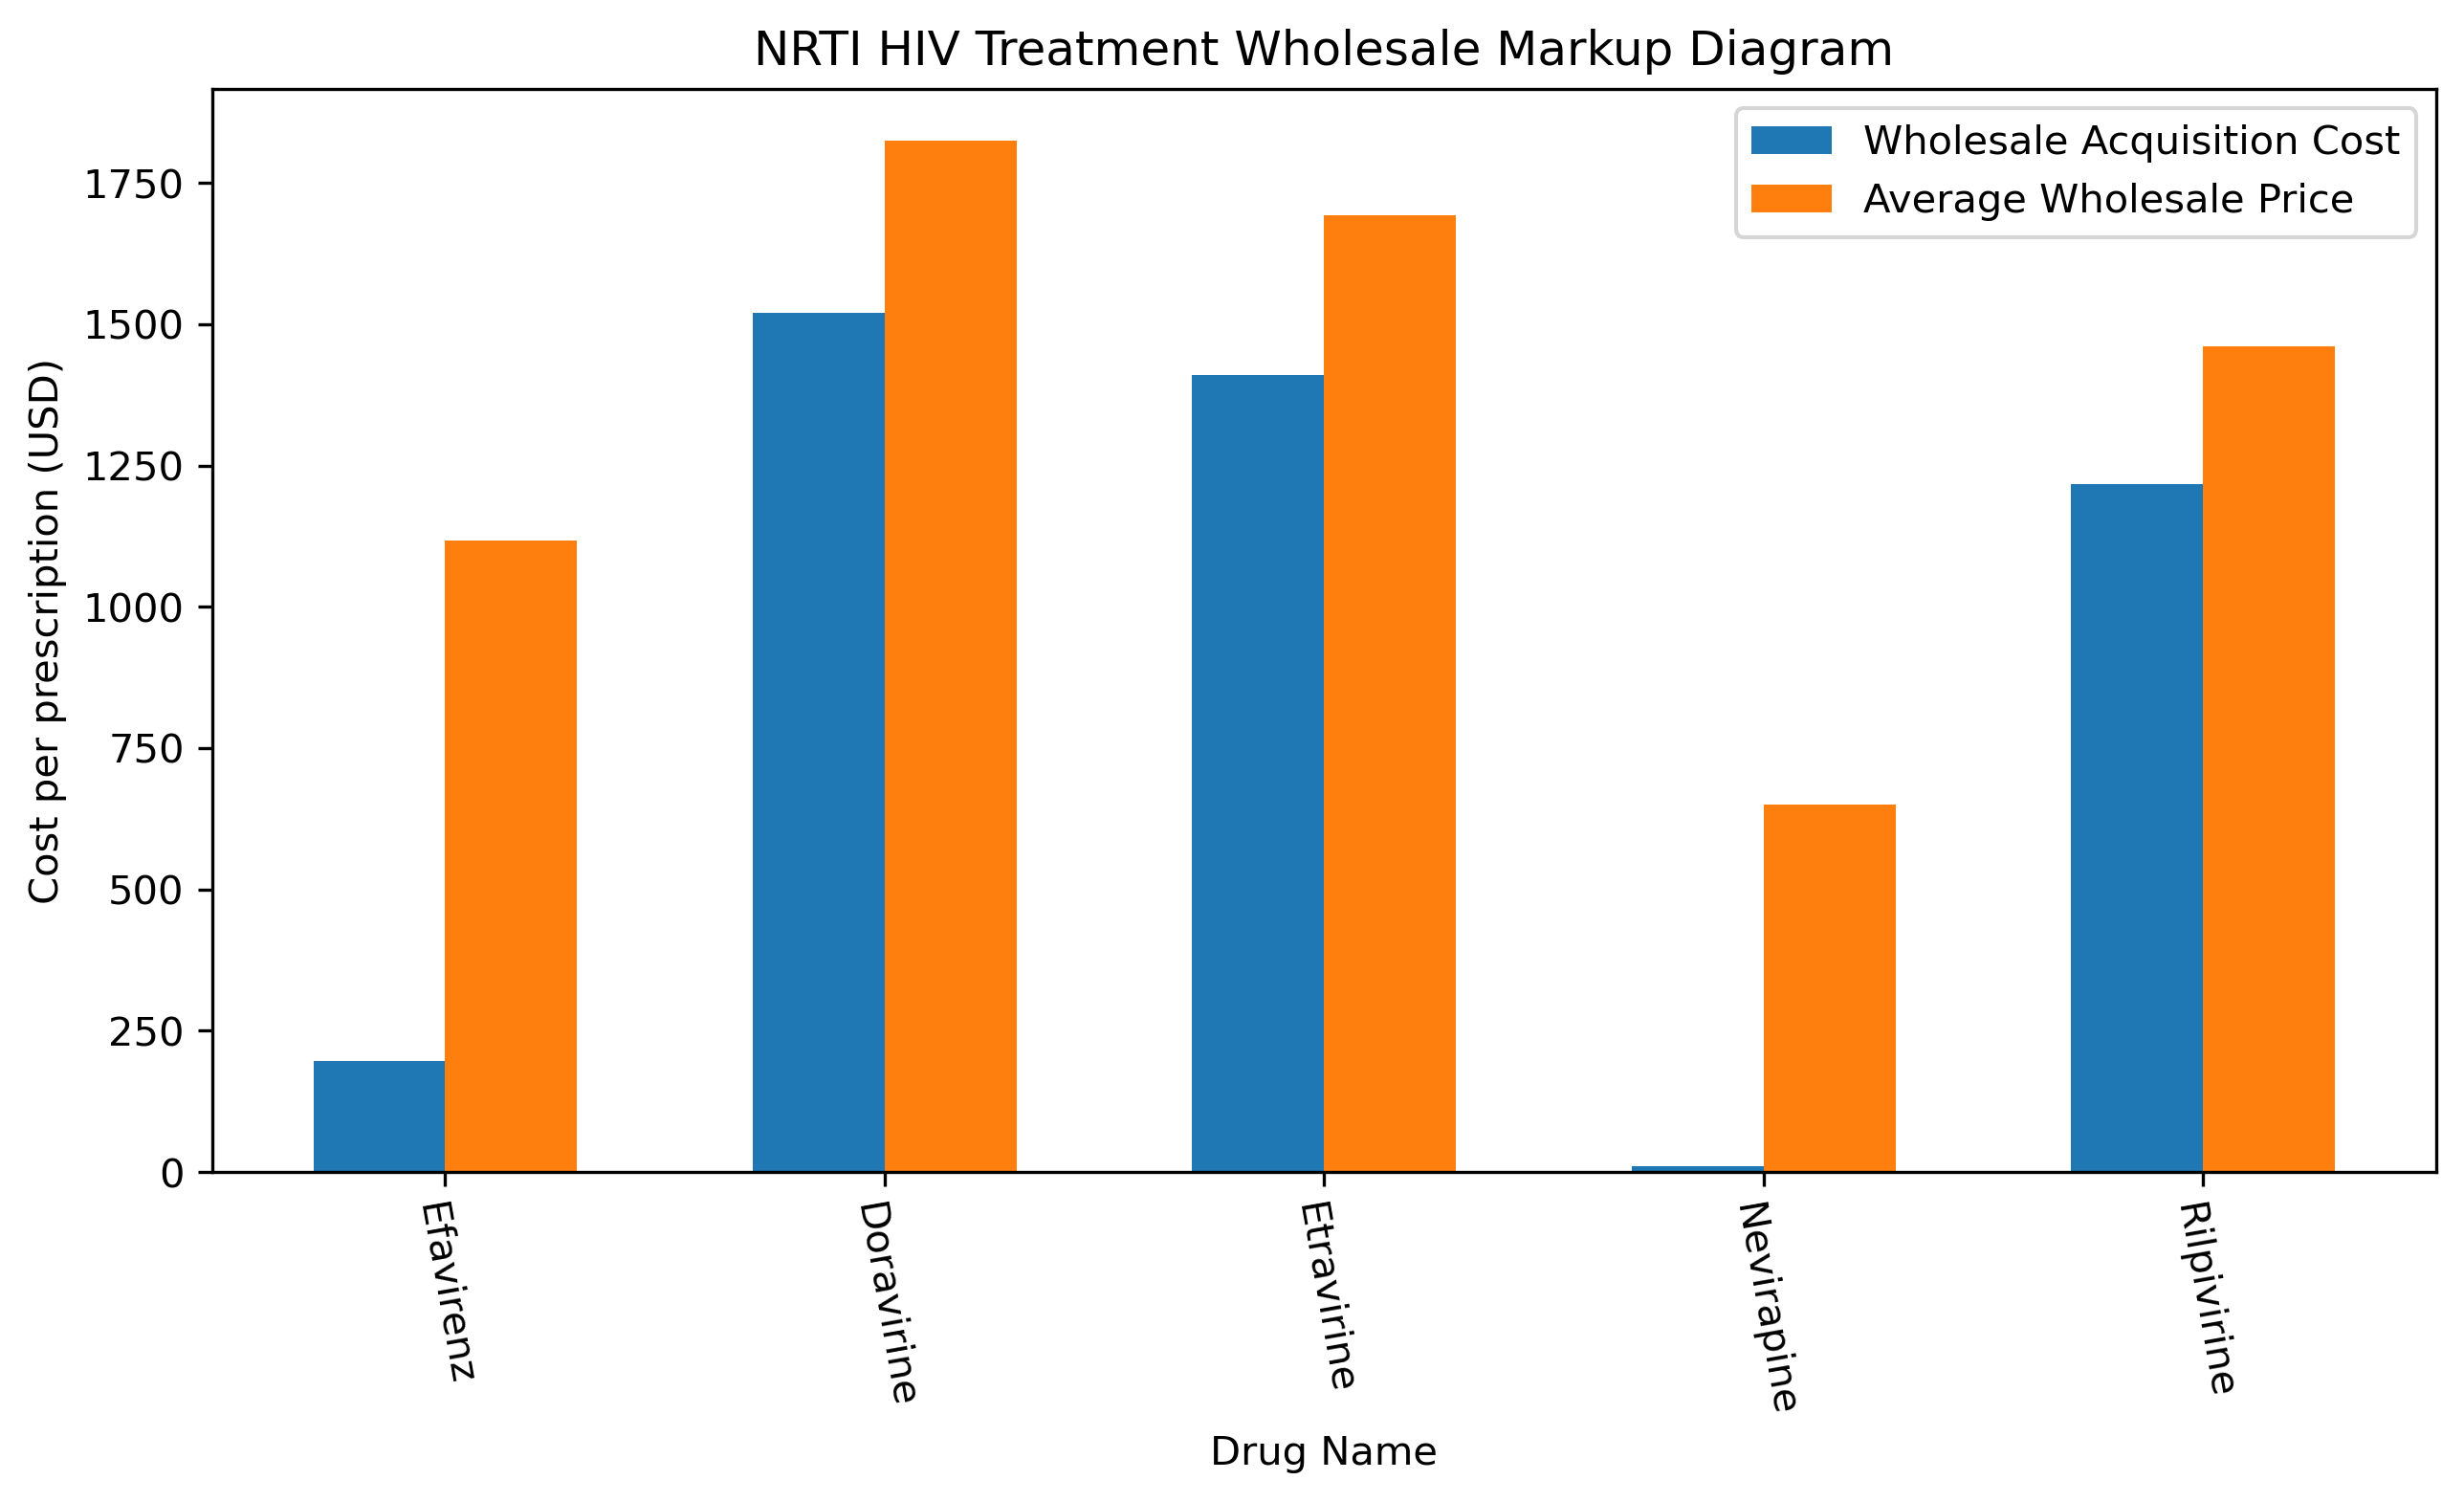 NRTI HIV Treatment Wholesale Markup Diagram
Wholesale Acquisition Cost
Average Wholesale Price
Cost per prescription (USD)
1750
1500
1250
1000
750
500
250
0
Efavirenz
Doravirine
Etravirine
Nevirapine
Rilpivirine
Drug Name